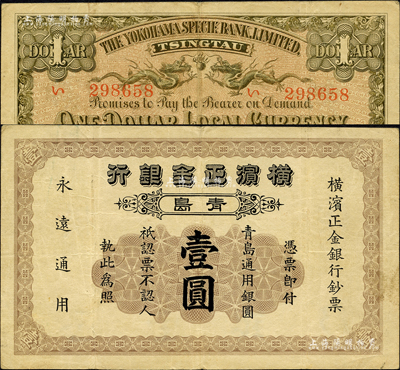 THE YOKOHAMA SPECIE BANK, LIMITED.
1
DOLLAR
TSINGTAU
1
DOLLAR
298658
298658
Promises to Pay the Bearer on Demand
ONE DOLLAR LOCAL CURRENCY
行銀金正濱橫
島青
橫濱正金銀行鈔票
憑票即付
青島通用銀圓
壹圓
祇認票不認人
執此為照
永遠通用